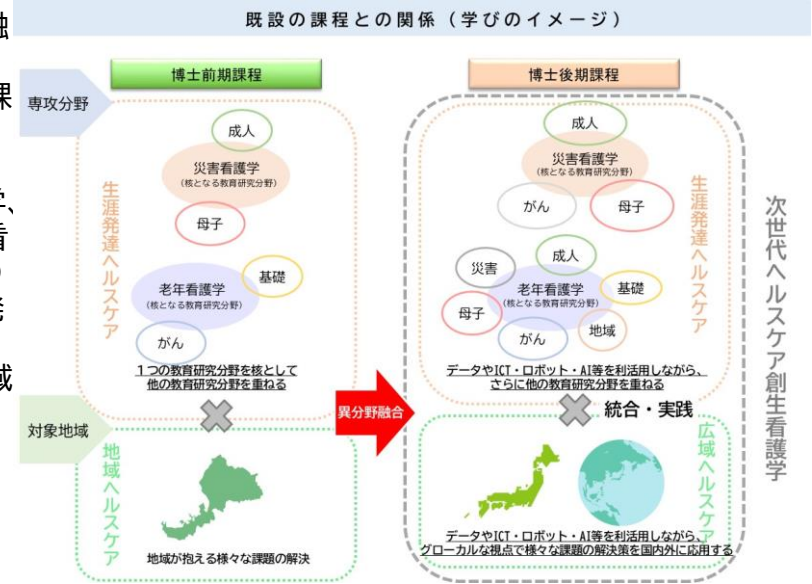 既設の課程との関係（学びのイメージ）
融
課
学、
看
発
域
専攻分野
対象地域
博士前期課程
生涯発達ヘルスケア
成人
災害看護学
（核となる教育研究分野）
母子
基礎
老年看護学
（核となる教育研究分野）
がん
１つの教育研究分野を核として
他の教育研究分野を重ねる
地域ヘルスケア
地域が抱える様々な課題の解決
異分野融合
博士後期課程
成人
災害看護学
（核となる教育研究分野）
がん
母子
生涯発達ヘルスケア
災害
成人
老年看護学
（核となる教育研究分野）
基礎
母子
がん
地域
データやICT・ロボット・AI等を利活用しながら、
さらに他の教育研究分野を重ねる
統合・実践
広域ヘルスケア
データやICT・ロボット・AI等を利活用しながら、
グローカルな視点で様々な課題の解決策を国内外に応用する
次世代ヘルスケア創生看護学